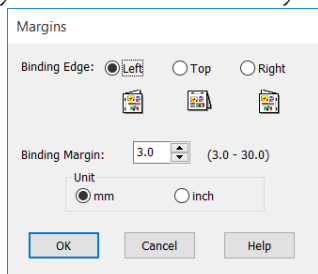 Margins
Binding Edge: Left Top Right
Binding Margin: 3.0 (3.0 - 30.0)
Unit
mm inch
OK Cancel Help